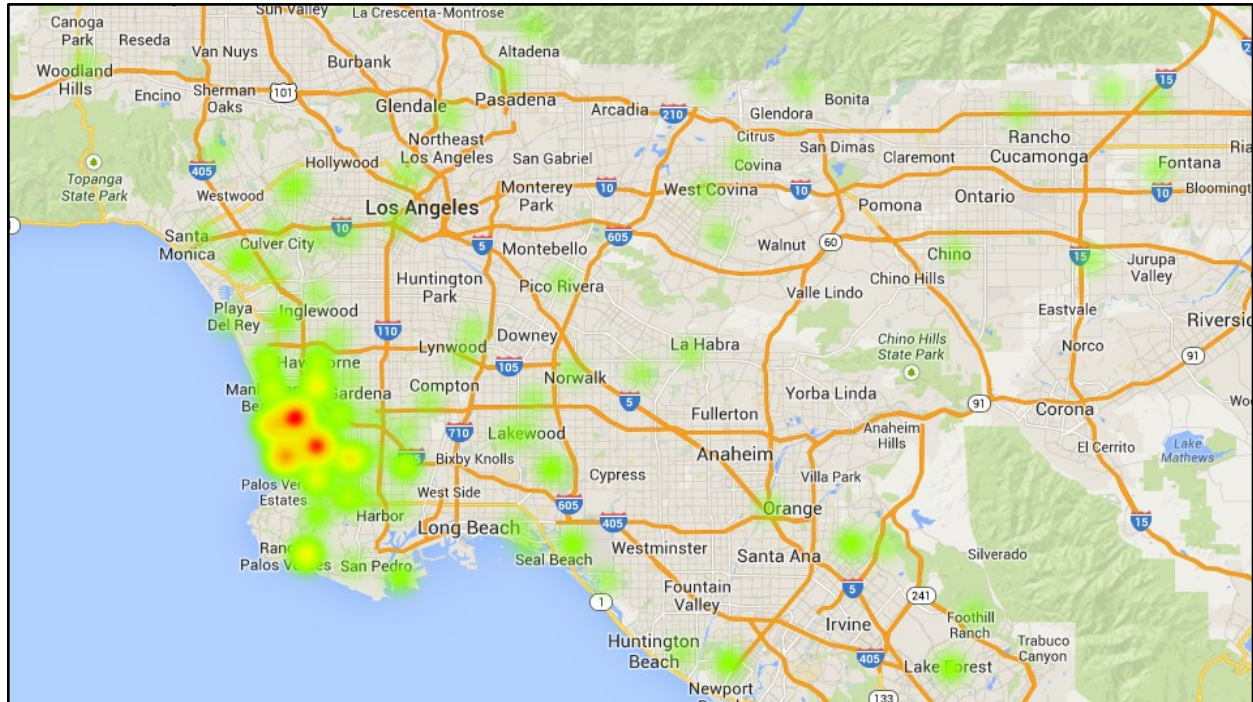 Sun Valley
La Crescenta-Montrose
Canoga
Park
Reseda
Van Nuys
Altadena
Burbank
Woodland
Hills
Encino
Sherman
Oaks
101
Glendale
Pasadena
Arcadia
210
Glendora
Bonita
15
Northeast
Los Angeles
Citrus
Covina
San Dimas
Claremont
Rancho
Cucamonga
Fontana
Hollywood
San Gabriel
405
Topanga
State Park
Westwood
Monterey
Park
10
West Covina
10
Pomona
Ontario
10
Los Angeles
Santa
Monica
Culver City
10
5
Montebello
605
Walnut
60
Chino
15
Jurupa
Valley
Huntington
Park
Pico Rivera
Chino Hills
Valle Lindo
Playa
Del Rey
Inglewood
110
Downey
Eastvale
Lynwood
La Habra
Chino Hills
State Park
Norco
91
105
Compton
Norwalk
Gardena
5
Yorba Linda
91
Corona
Fullerton
Anaheim
Hills
710
Lakewood
Bixby Knolls
Anaheim
El Cerrito
Lake
Mathews
Cypress
Villa Park
Estates
West Side
605
Harbor
Orange
Long Beach
405
15
San Pedro
Seal Beach
Westminster
Santa Ana
Silverado
Fountain
Valley
5
241
1
Foothill
Ranch
Irvine
Trabuco
Canyon
Huntington
Beach
405
Lake Forest
Newport
133